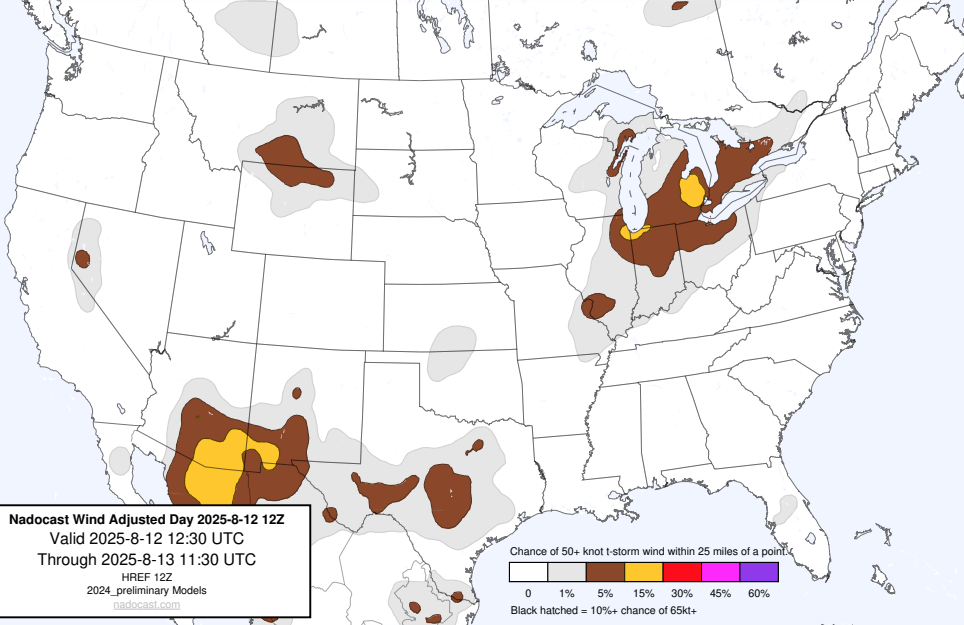 Nadocast Wind Adjusted Day 2025-8-12 12Z
Valid 2025-8-12 12:30 UTC
Through 2025-8-13 11:30 UTC
HREF 12Z
2024_preliminary Models
nadocast.com
Chance of 50+ knot t-storm wind within 25 miles of a point.
0 1% 5% 15% 30% 45% 60%
Black hatched = 10%+ chance of 65kt+